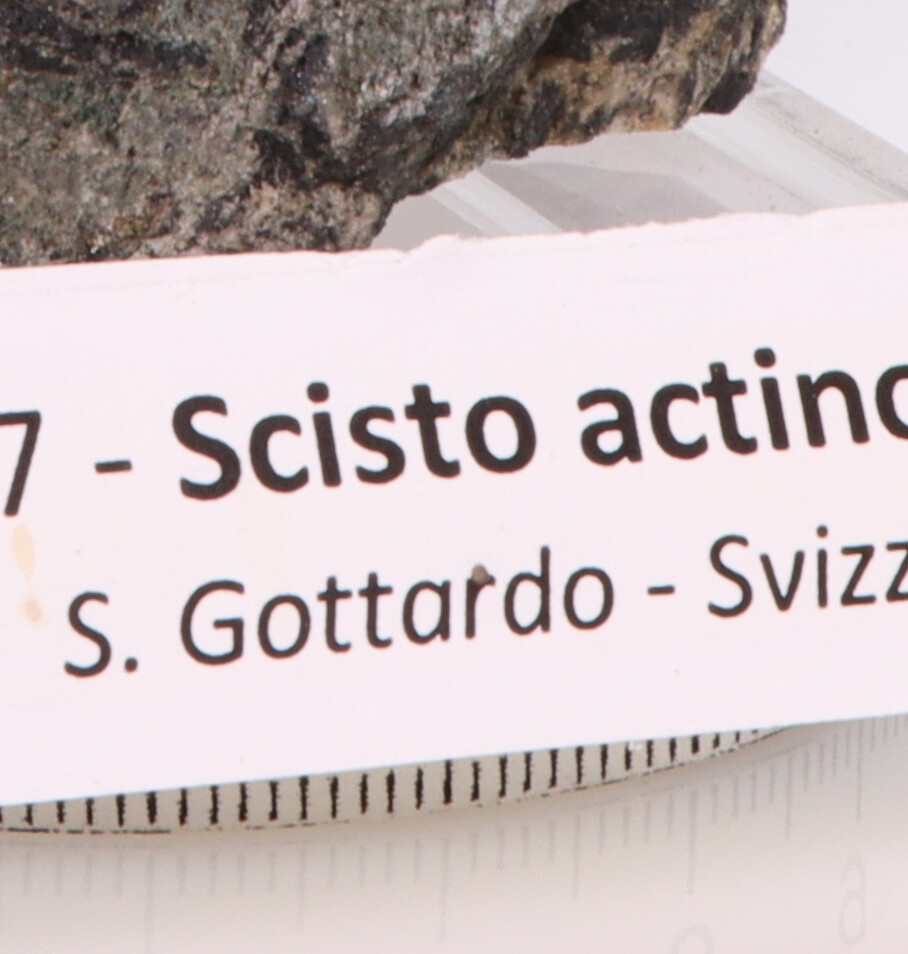 7 - Scisto actino
S. Gottardo - Svizz